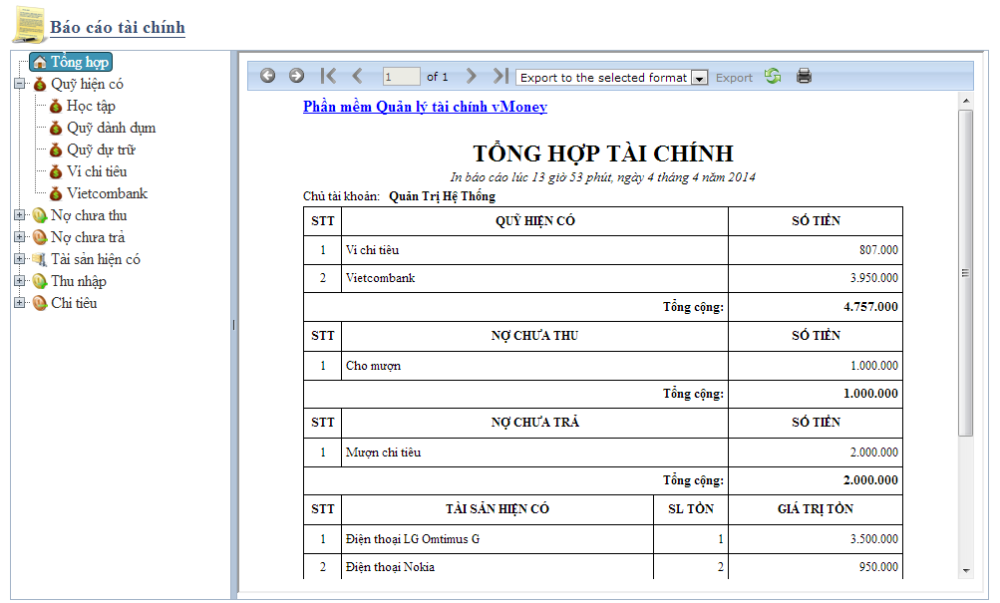 Báo cáo tài chính
Tổng hợp
Quỹ hiện có
Học tập
Quỹ dành dụm
Quỹ dự trữ
Ví chi tiêu
Vietcombank
Nợ chưa thu
Nợ chưa trả
Tài sản hiện có
Thu nhập
Chi tiêu
1 of 1 Export to the selected format Export
Phần mềm Quản lý tài chính vMoney
TỔNG HỢP TÀI CHÍNH
In báo cáo lúc 13 giờ 53 phút, ngày 4 tháng 4 năm 2014
Chủ tài khoản: Quản Trị Hệ Thống
STT QUỸ HIỆN CÓ SỐ TIỀN
1 Ví chi tiêu 807.000
2 Vietcombank 3.950.000
Tổng cộng: 4.757.000
STT NỢ CHƯA THU SỐ TIỀN
1 Cho mượn 1.000.000
Tổng cộng: 1.000.000
STT NỢ CHƯA TRẢ SỐ TIỀN
1 Mượn chi tiêu 2.000.000
Tổng cộng: 2.000.000
STT TÀI SẢN HIỆN CÓ SL TỒN GIÁ TRỊ TỒN
1 Điện thoại LG Omtimus G 1 3.500.000
2 Điện thoại Nokia 2 950.000